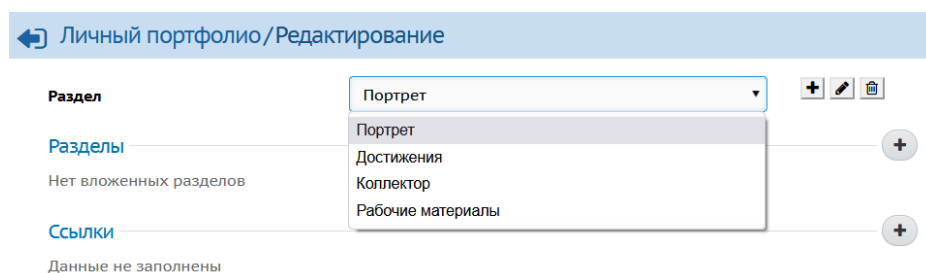 Личный портфолио/Редактирование
Раздел
Портрет
Портрет
Разделы
Достижения
Нет вложенных разделов
Коллектор
Рабочие материалы
Ссылки
Данные не заполнены